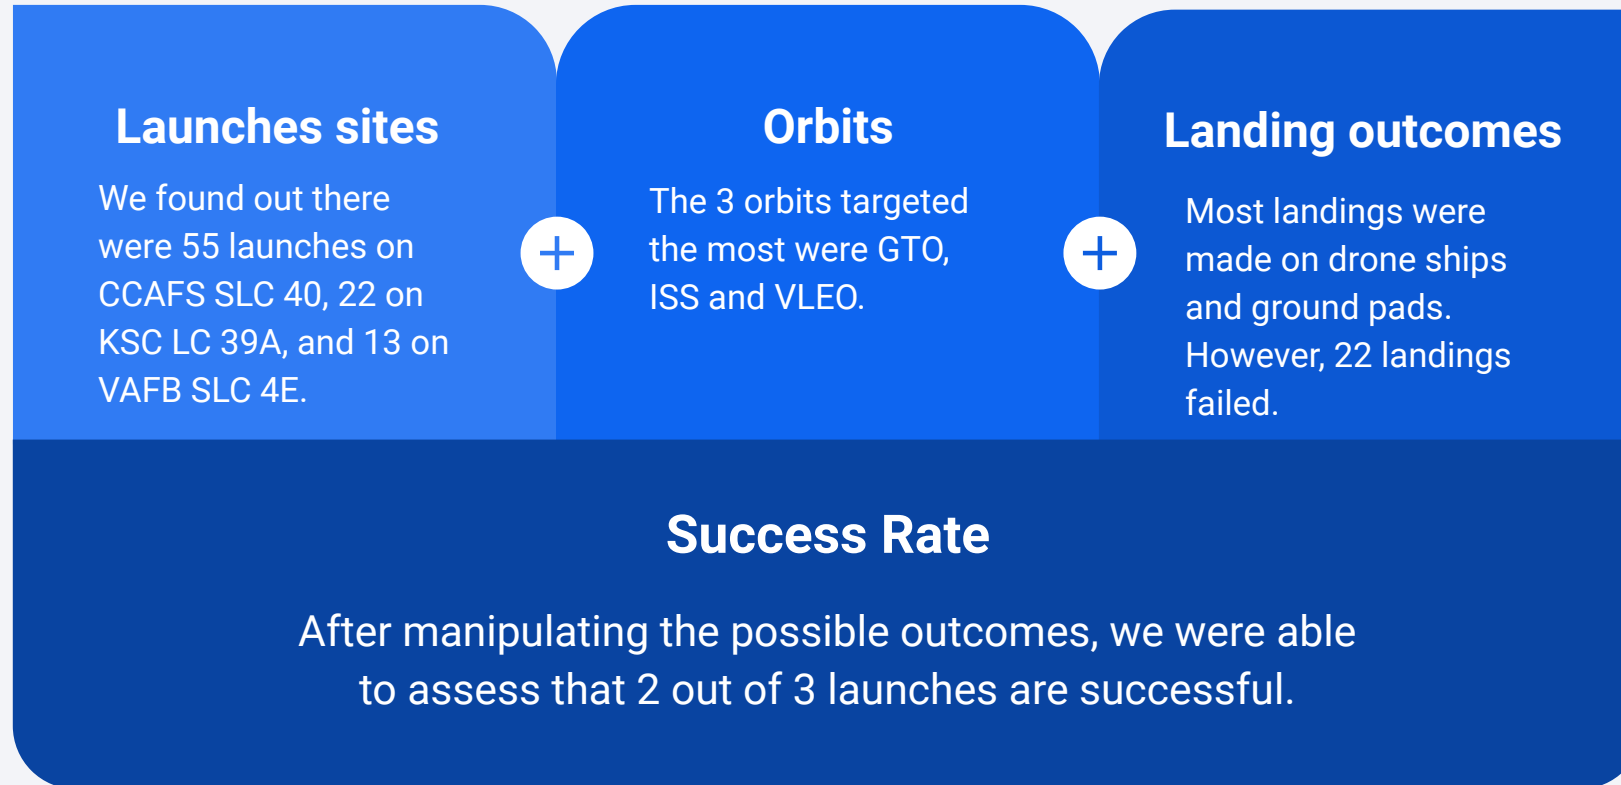 Launches sites
We found out there
were 55 launches on
CCAFS SLC 40, 22 on
KSC LC 39A, and 13 on
VAFB SLC 4E.
Orbits
The 3 orbits targeted
the most were GTO,
ISS and VLEO.
Landing outcomes
Most landings were
made on drone ships
and ground pads.
However, 22 landings
failed.
Success Rate
After manipulating the possible outcomes, we were able
to assess that 2 out of 3 launches are successful.